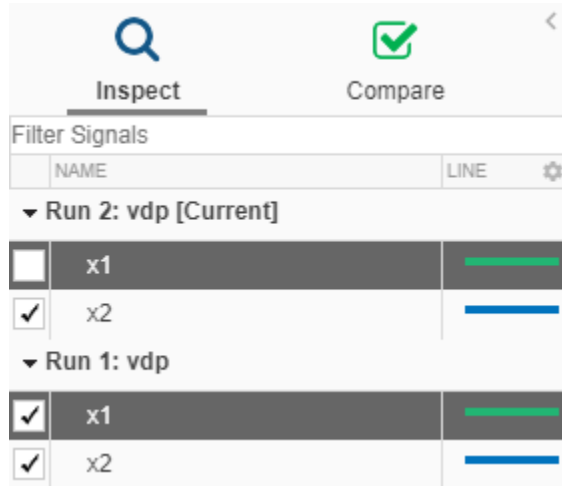 Inspect Compare
Filter Signals
NAME LINE
Run 2: vdp [Current]
x1
x2
Run 1: vdp
x1
x2